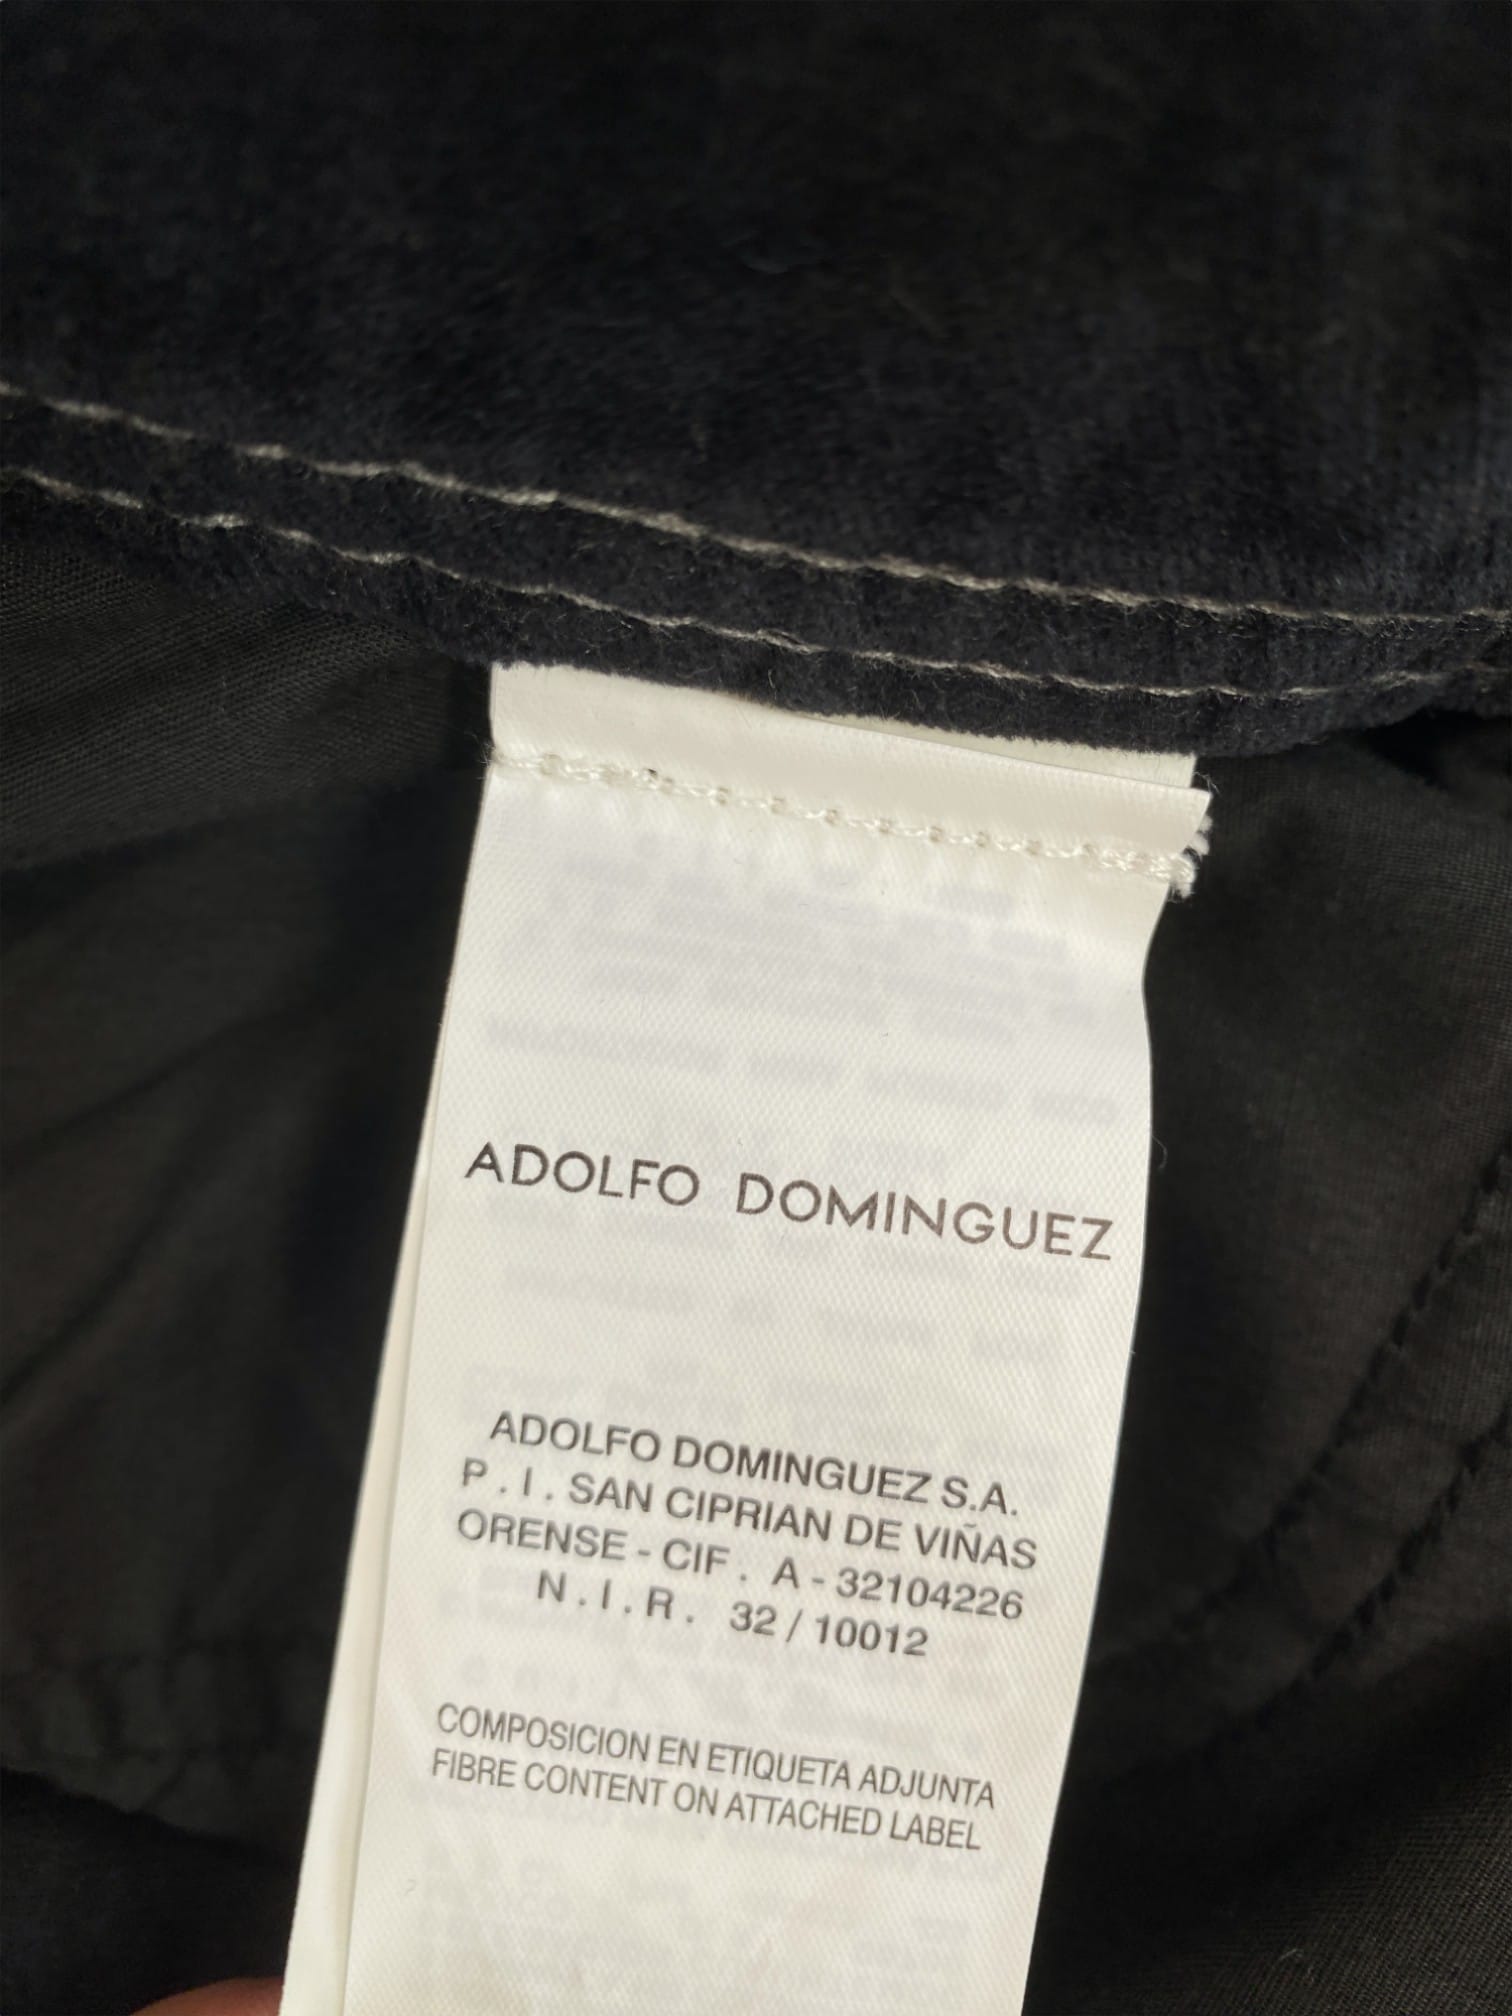 ADOLFO DOMINGUEZ
ADOLFO DOMINGUEZ S.A.
P.I. SAN CIPRIAN DE VIÑAS
ORENSE - CIF. A - 32104226
N.I.R. 32 / 10012
COMPOSICION EN ETIQUETA ADJUNTA
FIBRE CONTENT ON ATTACHED LABEL